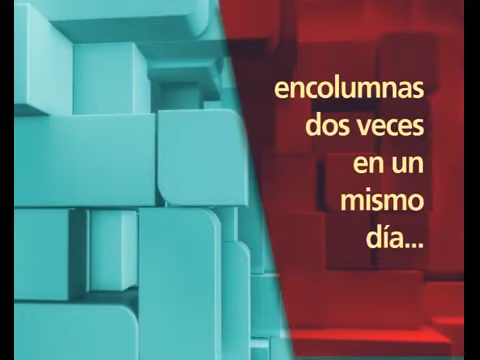 encolumnas
dos veces
en un
mismo
día...